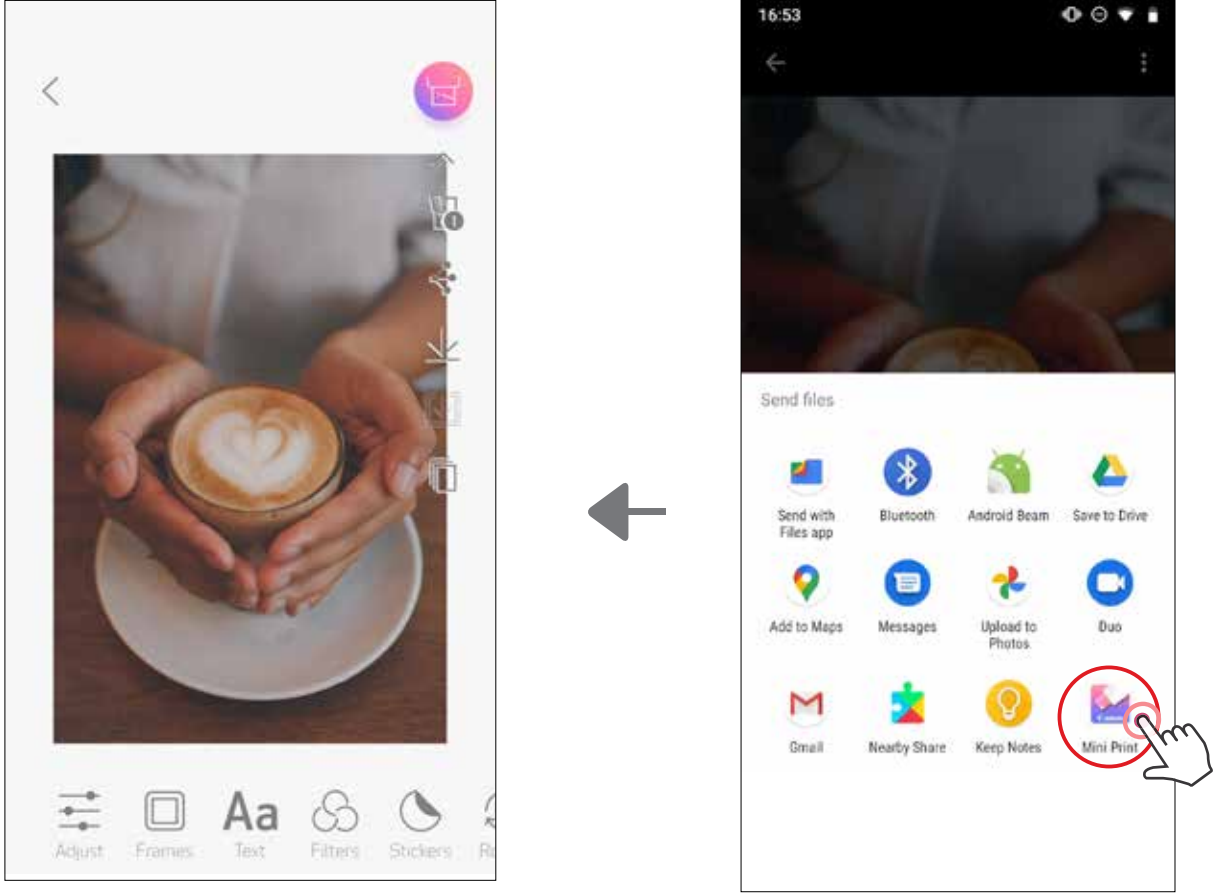 Adjust
Frames
Aa
Text
Filters
Stickers
16:53
Send files
Send with
Files app
Bluetooth
Android Beam
Save to Drive
Add to Maps
Messages
Upload to
Photos
Duo
Gmail
Nearby Share
Keep Notes
Mini Print